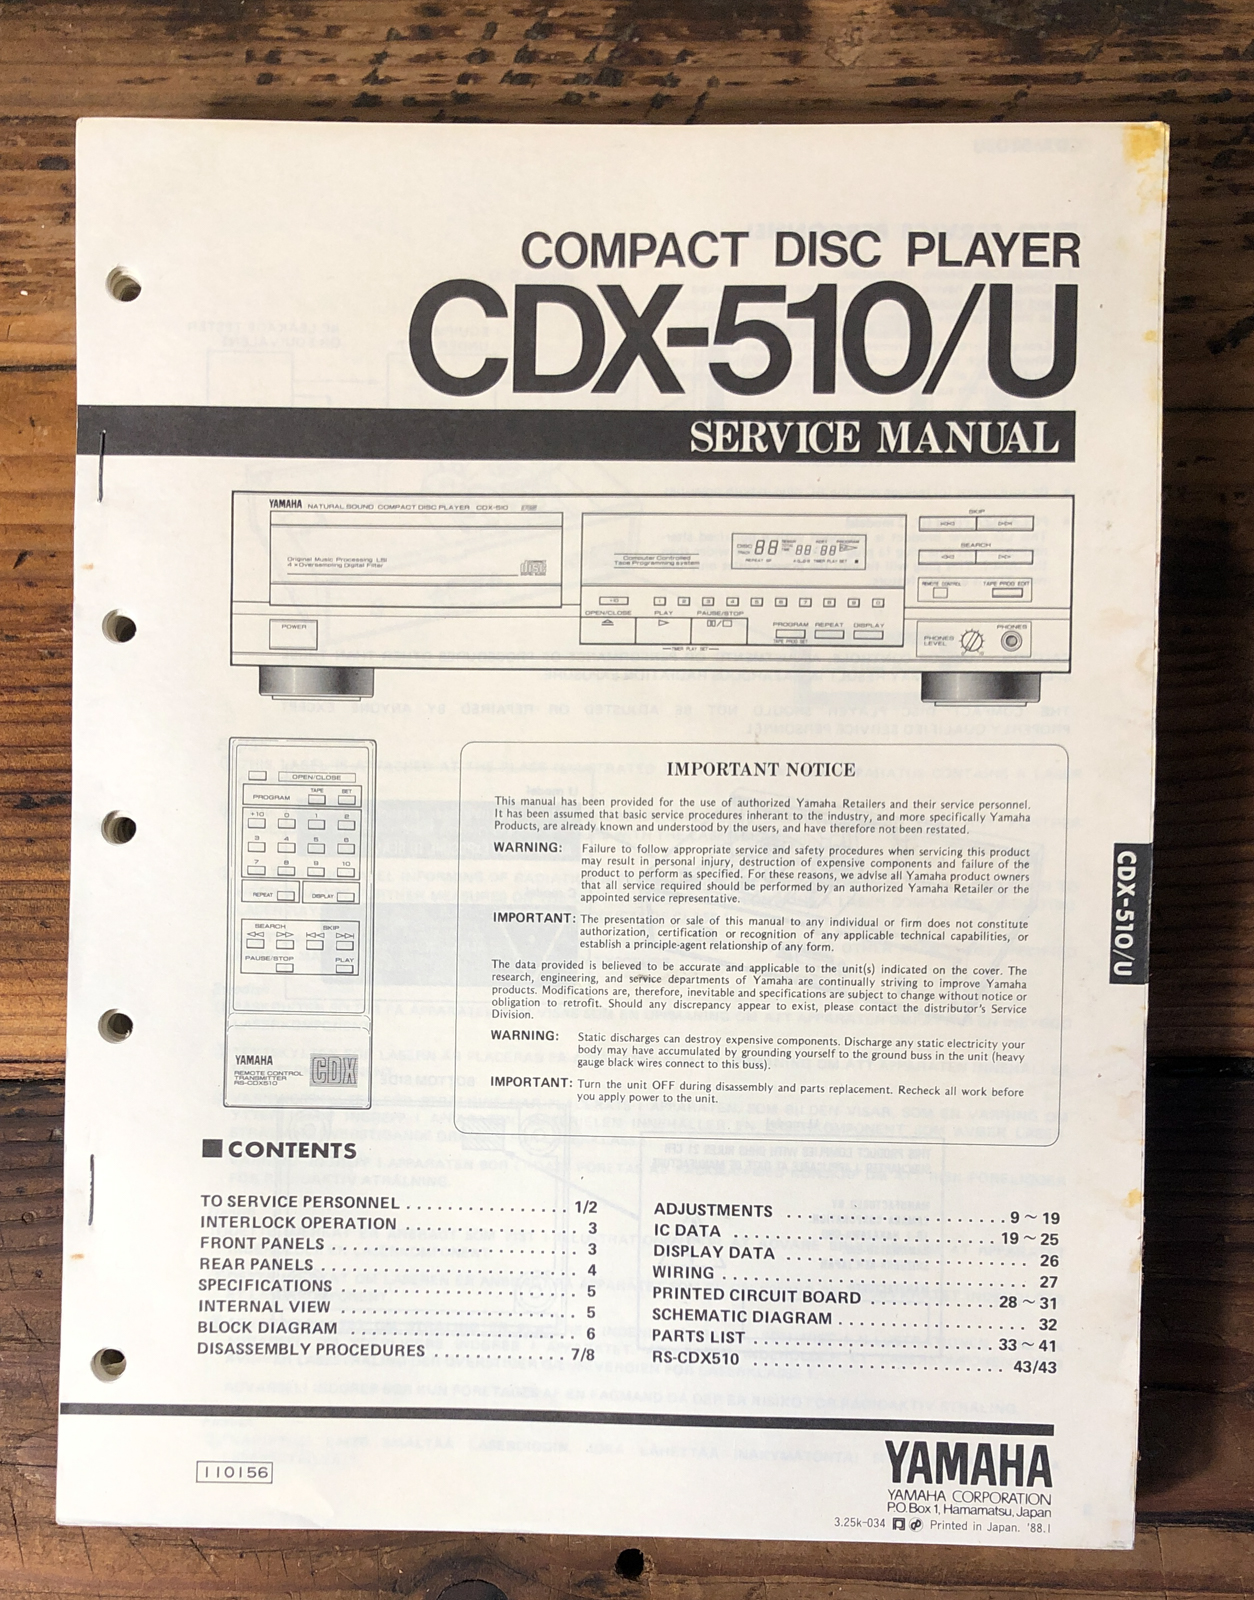 COMPACT DISC PLAYER
CDX-510/U
SERVICE MANUAL
YAMAHA NATURAL SOUND COMPACT DISC PLAYER CDX-510
Original Music Processing LSI
4 x Oversampling Digital Filter
Computer Controlled
Tape Programming system
SKIP
SEARCH
REMOTE CONTROL TAPE PROG EDIT
OPEN/CLOSE PLAY PAUSE/STOP
POWER
PROGRAM REPEAT DISPLAY
PHONES
LEVEL
PHONES
OPEN/CLOSE
PROGRAM TAPE SET
+10 0 1 2
3 4 5 6
7 8 9 10
REPEAT DISPLAY
SEARCH SKIP
PAUSE/STOP PLAY
YAMAHA
REMOTE CONTROL
TRANSMITTER
RS-CDX510
CDX
IMPORTANT NOTICE
This manual has been provided for the use of authorized Yamaha Retailers and their service personnel.
It has been assumed that basic service procedures inherent to the industry, and more specifically Yamaha
Products, are already known and understood by the users, and have therefore not been restated.
WARNING: Failure to follow appropriate service and safety procedures when servicing this product
may result in personal injury, destruction of expensive components and failure of the
product to perform as specified. For these reasons, we advise all Yamaha product owners
that all service required should be performed by an authorized Yamaha Retailer or the
appointed service representative.
IMPORTANT: The presentation or sale of this manual to any individual or firm does not constitute
authorization, certification or recognition of any applicable technical capabilities, or
establish a principle-agent relationship of any form.
The data provided is believed to be accurate and applicable to the unit(s) indicated on the cover. The
research, engineering, and service departments of Yamaha are continually striving to improve Yamaha
products. Modifications are, therefore, inevitable and specifications are subject to change without notice or
obligation to retrofit. Should any discrepancy appear to exist, please contact the distributor's Service
Division.
WARNING: Static discharges can destroy expensive components. Discharge any static electricity your
body may have accumulated by grounding yourself to the ground buss in the unit (heavy
gauge black wires connect to this buss).
IMPORTANT: Turn the unit OFF during disassembly and parts replacement. Recheck all work before
you apply power to the unit.
CDX-510/U
■ CONTENTS
TO SERVICE PERSONNEL . . . . . . . . . . . . . . . . 1/2
INTERLOCK OPERATION . . . . . . . . . . . . . . . . 3
FRONT PANELS . . . . . . . . . . . . . . . . . . . . . . . 3
REAR PANELS . . . . . . . . . . . . . . . . . . . . . . . . 4
SPECIFICATIONS . . . . . . . . . . . . . . . . . . . . . . 5
INTERNAL VIEW . . . . . . . . . . . . . . . . . . . . . . 5
BLOCK DIAGRAM . . . . . . . . . . . . . . . . . . . . . 6
DISASSEMBLY PROCEDURES . . . . . . . . . . . . . 7/8
ADJUSTMENTS . . . . . . . . . . . . . . . . . . . . . . 9 ~ 19
IC DATA . . . . . . . . . . . . . . . . . . . . . . . . . . . 19 ~ 25
DISPLAY DATA . . . . . . . . . . . . . . . . . . . . . . . 26
WIRING . . . . . . . . . . . . . . . . . . . . . . . . . . . . 27
PRINTED CIRCUIT BOARD . . . . . . . . . . . . 28 ~ 31
SCHEMATIC DIAGRAM . . . . . . . . . . . . . . . . . . 32
PARTS LIST . . . . . . . . . . . . . . . . . . . . . . . 33 ~ 41
RS-CDX510 . . . . . . . . . . . . . . . . . . . . . . . . 43/43
110156
YAMAHA
YAMAHA CORPORATION
P.O.Box 1, Hamamatsu, Japan
3.25k-034 Printed in Japan. '88.1